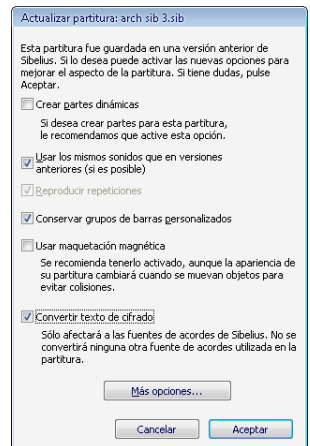 Actualizar partitura: arch sib 3.sib
Esta partitura fue guardada en una versión anterior de
Sibelius. Si lo desea puede activar las nuevas opciones para
mejorar el aspecto de la partitura. Si tiene dudas, pulse
Aceptar.
Crear partes dinámicas
Si desea crear partes para esta partitura,
le recomendamos que active esta opción.
Usar los mismos sonidos que en versiones
anteriores (si es posible)
Reproducir repeticiones
Conservar grupos de barras personalizados
Usar maquetación magnética
Se recomienda tenerlo activado, aunque la apariencia de
su partitura cambiará cuando se muevan objetos para
evitar colisiones.
Convertir texto de cifrado
Sólo afectará a las fuentes de acordes de Sibelius. No se
convertirá ninguna otra fuente de acordes utilizada en la
partitura.
Más opciones...
Cancelar
Aceptar